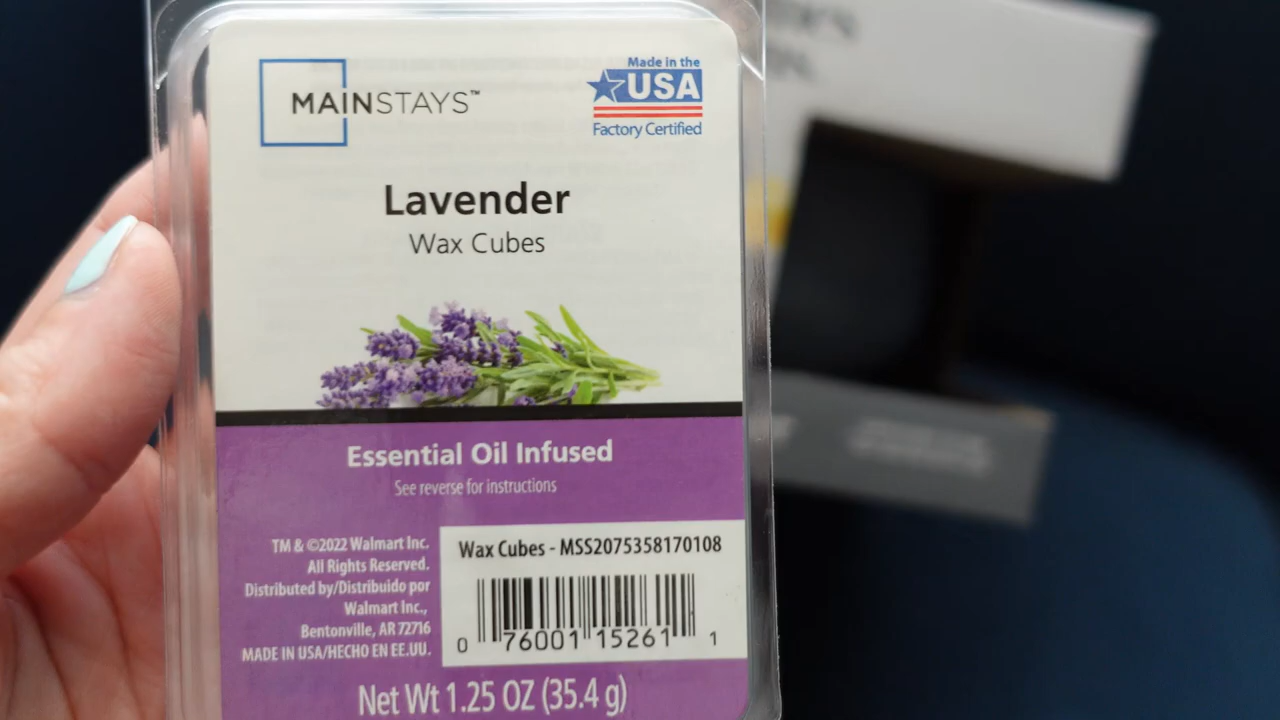 MAINSTAYS™
Made in the
USA
Factory Certified
Lavender
Wax Cubes
Essential Oil Infused
See reverse for instructions
TM & ©2022 Walmart Inc.
All Rights Reserved.
Distributed by/Distribuido por
Walmart Inc.,
Bentonville, AR 72716
MADE IN USA/HECHO EN EE.UU.
Wax Cubes - MSS2075358170108
0 76001 15261 1
Net Wt 1.25 OZ (35.4 g)